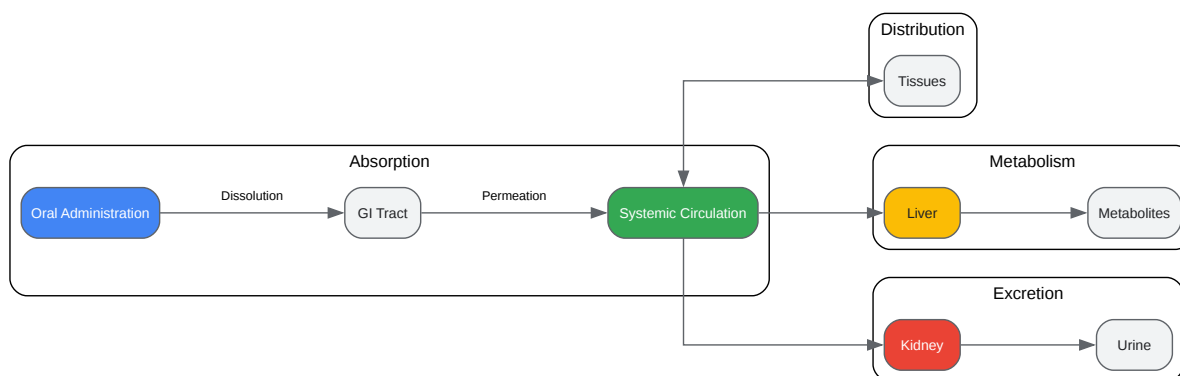 Distribution
Tissues
Absorption
Oral Administration
Dissolution
GI Tract
Permeation
Systemic Circulation
Metabolism
Liver
Metabolites
Excretion
Kidney
Urine